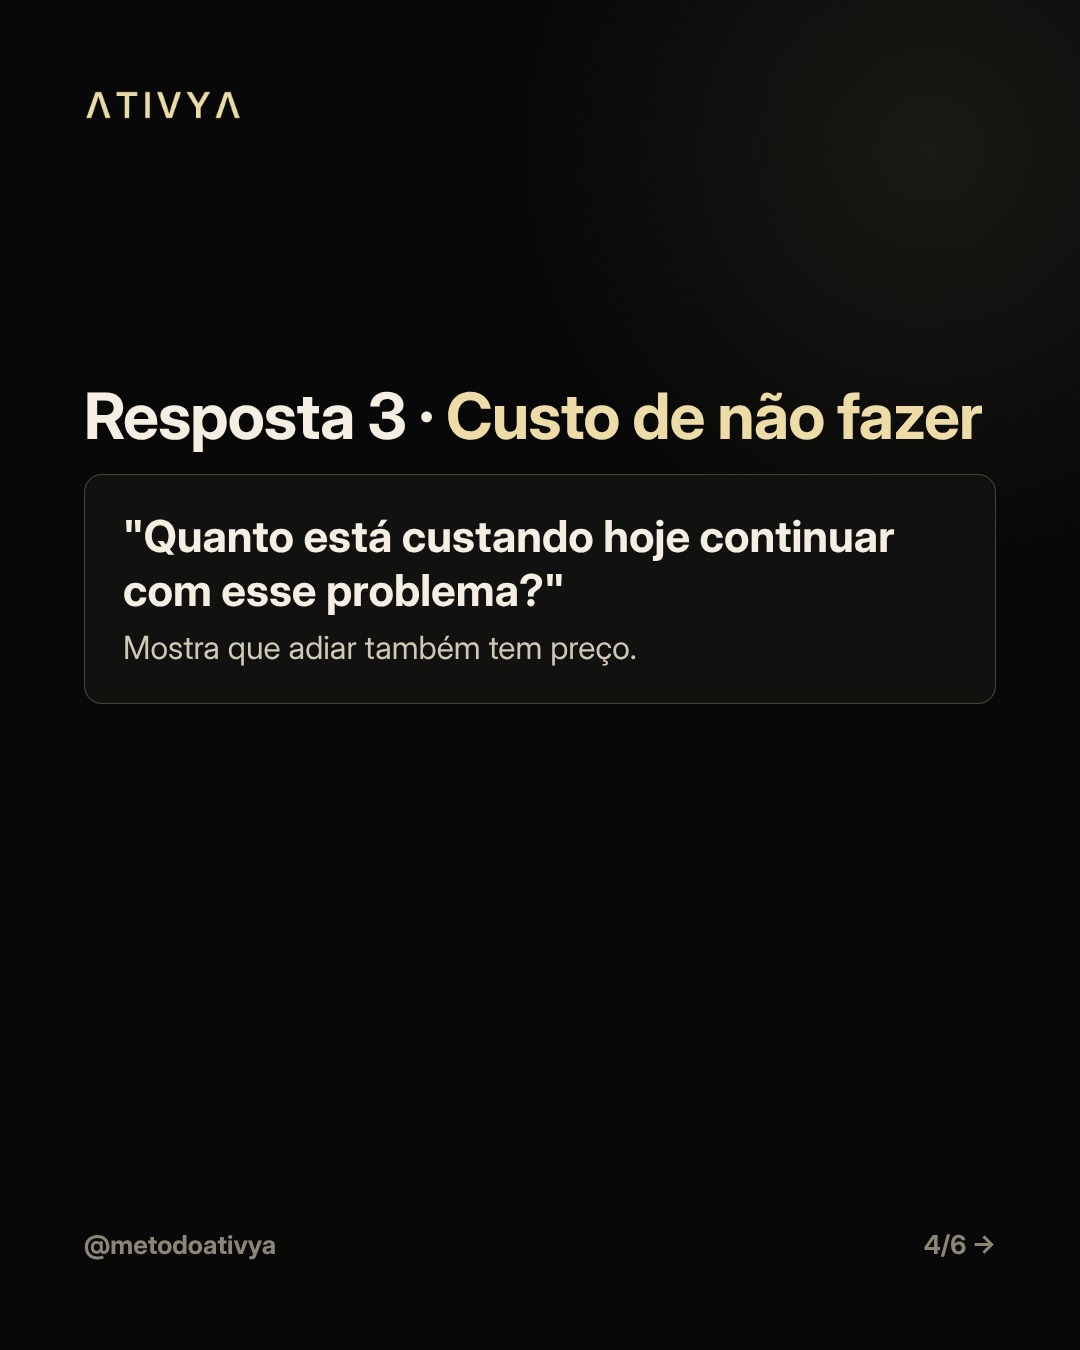 ATIVYA
Resposta 3 · Custo de não fazer
"Quanto está custando hoje continuar
com esse problema?"
Mostra que adiar também tem preço.
@metodoativya
4/6 →